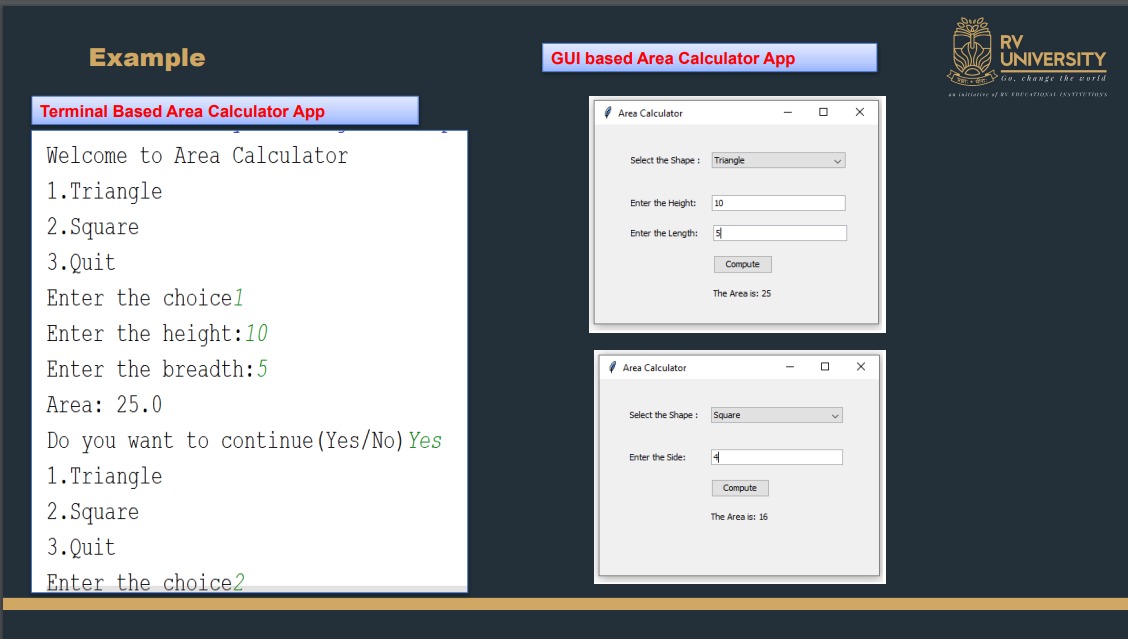 Example
Terminal Based Area Calculator App
Welcome to Area Calculator
1.Triangle
2.Square
3.Quit
Enter the choice1
Enter the height:10
Enter the breadth:5
Area: 25.0
Do you want to continue(Yes/No)Yes
1.Triangle
2.Square
3.Quit
Enter the choice2
GUI based Area Calculator App
Area Calculator
Select the Shape : Triangle
Enter the Height: 10
Enter the Length: 5
Compute
The Area is: 25
Area Calculator
Select the Shape : Square
Enter the Side: 4
Compute
The Area is: 16
RV
UNIVERSITY
Go, change the world
an initiative of RV EDUCATIONAL INSTITUTIONS